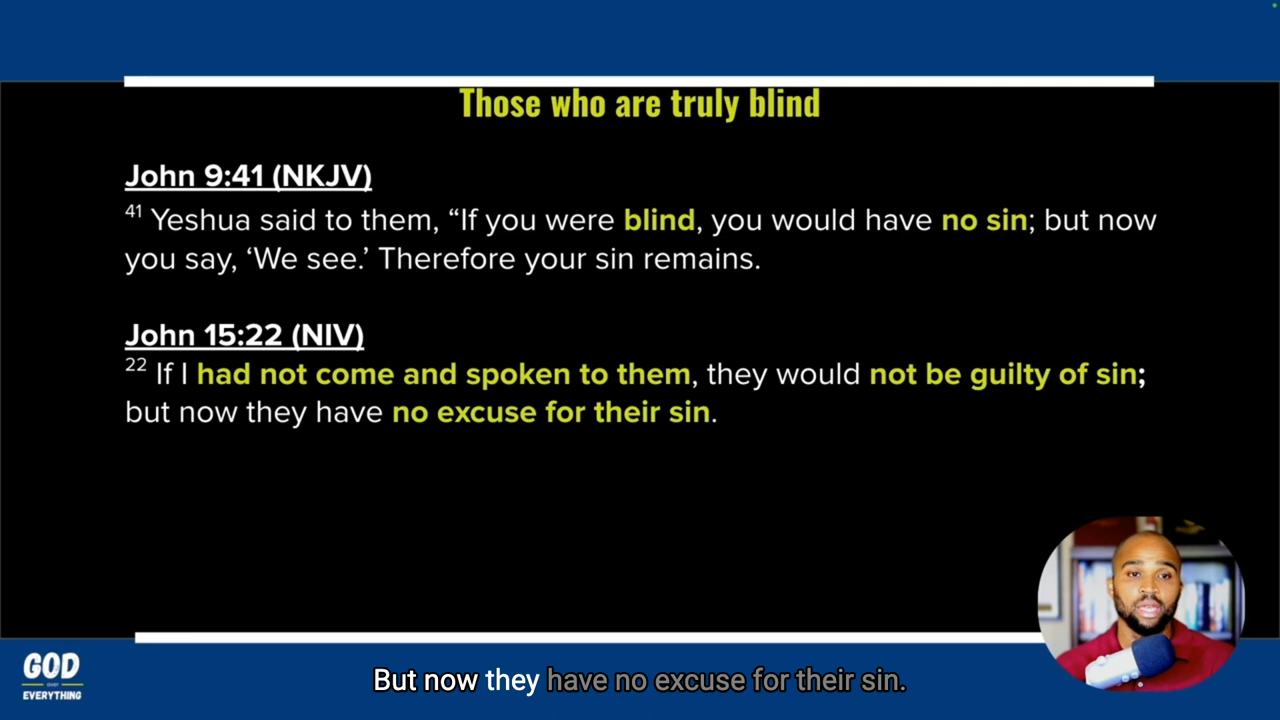 Those who are truly blind
John 9:41 (NKJV)
41 Yeshua said to them, “If you were blind, you would have no sin; but now
you say, ‘We see.’ Therefore your sin remains.
John 15:22 (NIV)
22 If I had not come and spoken to them, they would not be guilty of sin;
but now they have no excuse for their sin.
GOD
OVER
EVERYTHING
But now they have no excuse for their sin.